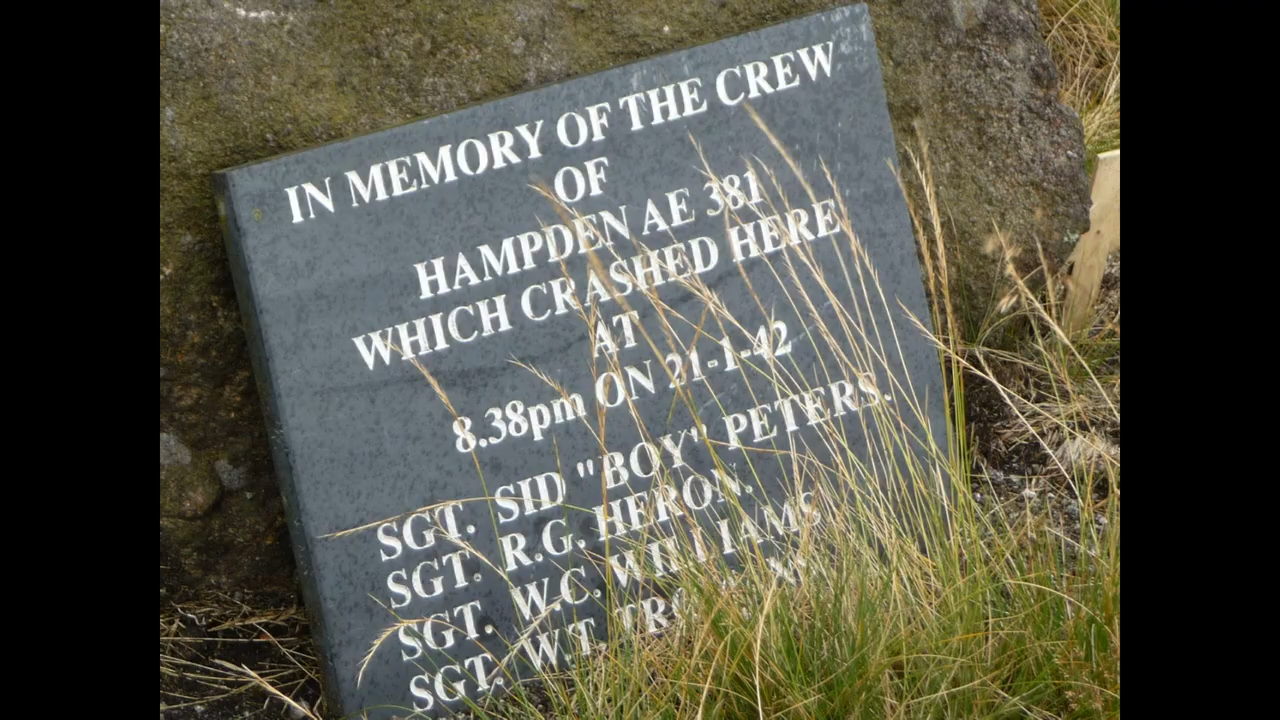 IN MEMORY OF THE CREW
OF
HAMPDEN AE 381
WHICH CRASHED HERE
AT
8.38pm ON 21-1-42
SGT. SID "BOY" PETERS.
SGT. R.G. HERON.
SGT. W.C. WILLIAMS
SGT. W.T.